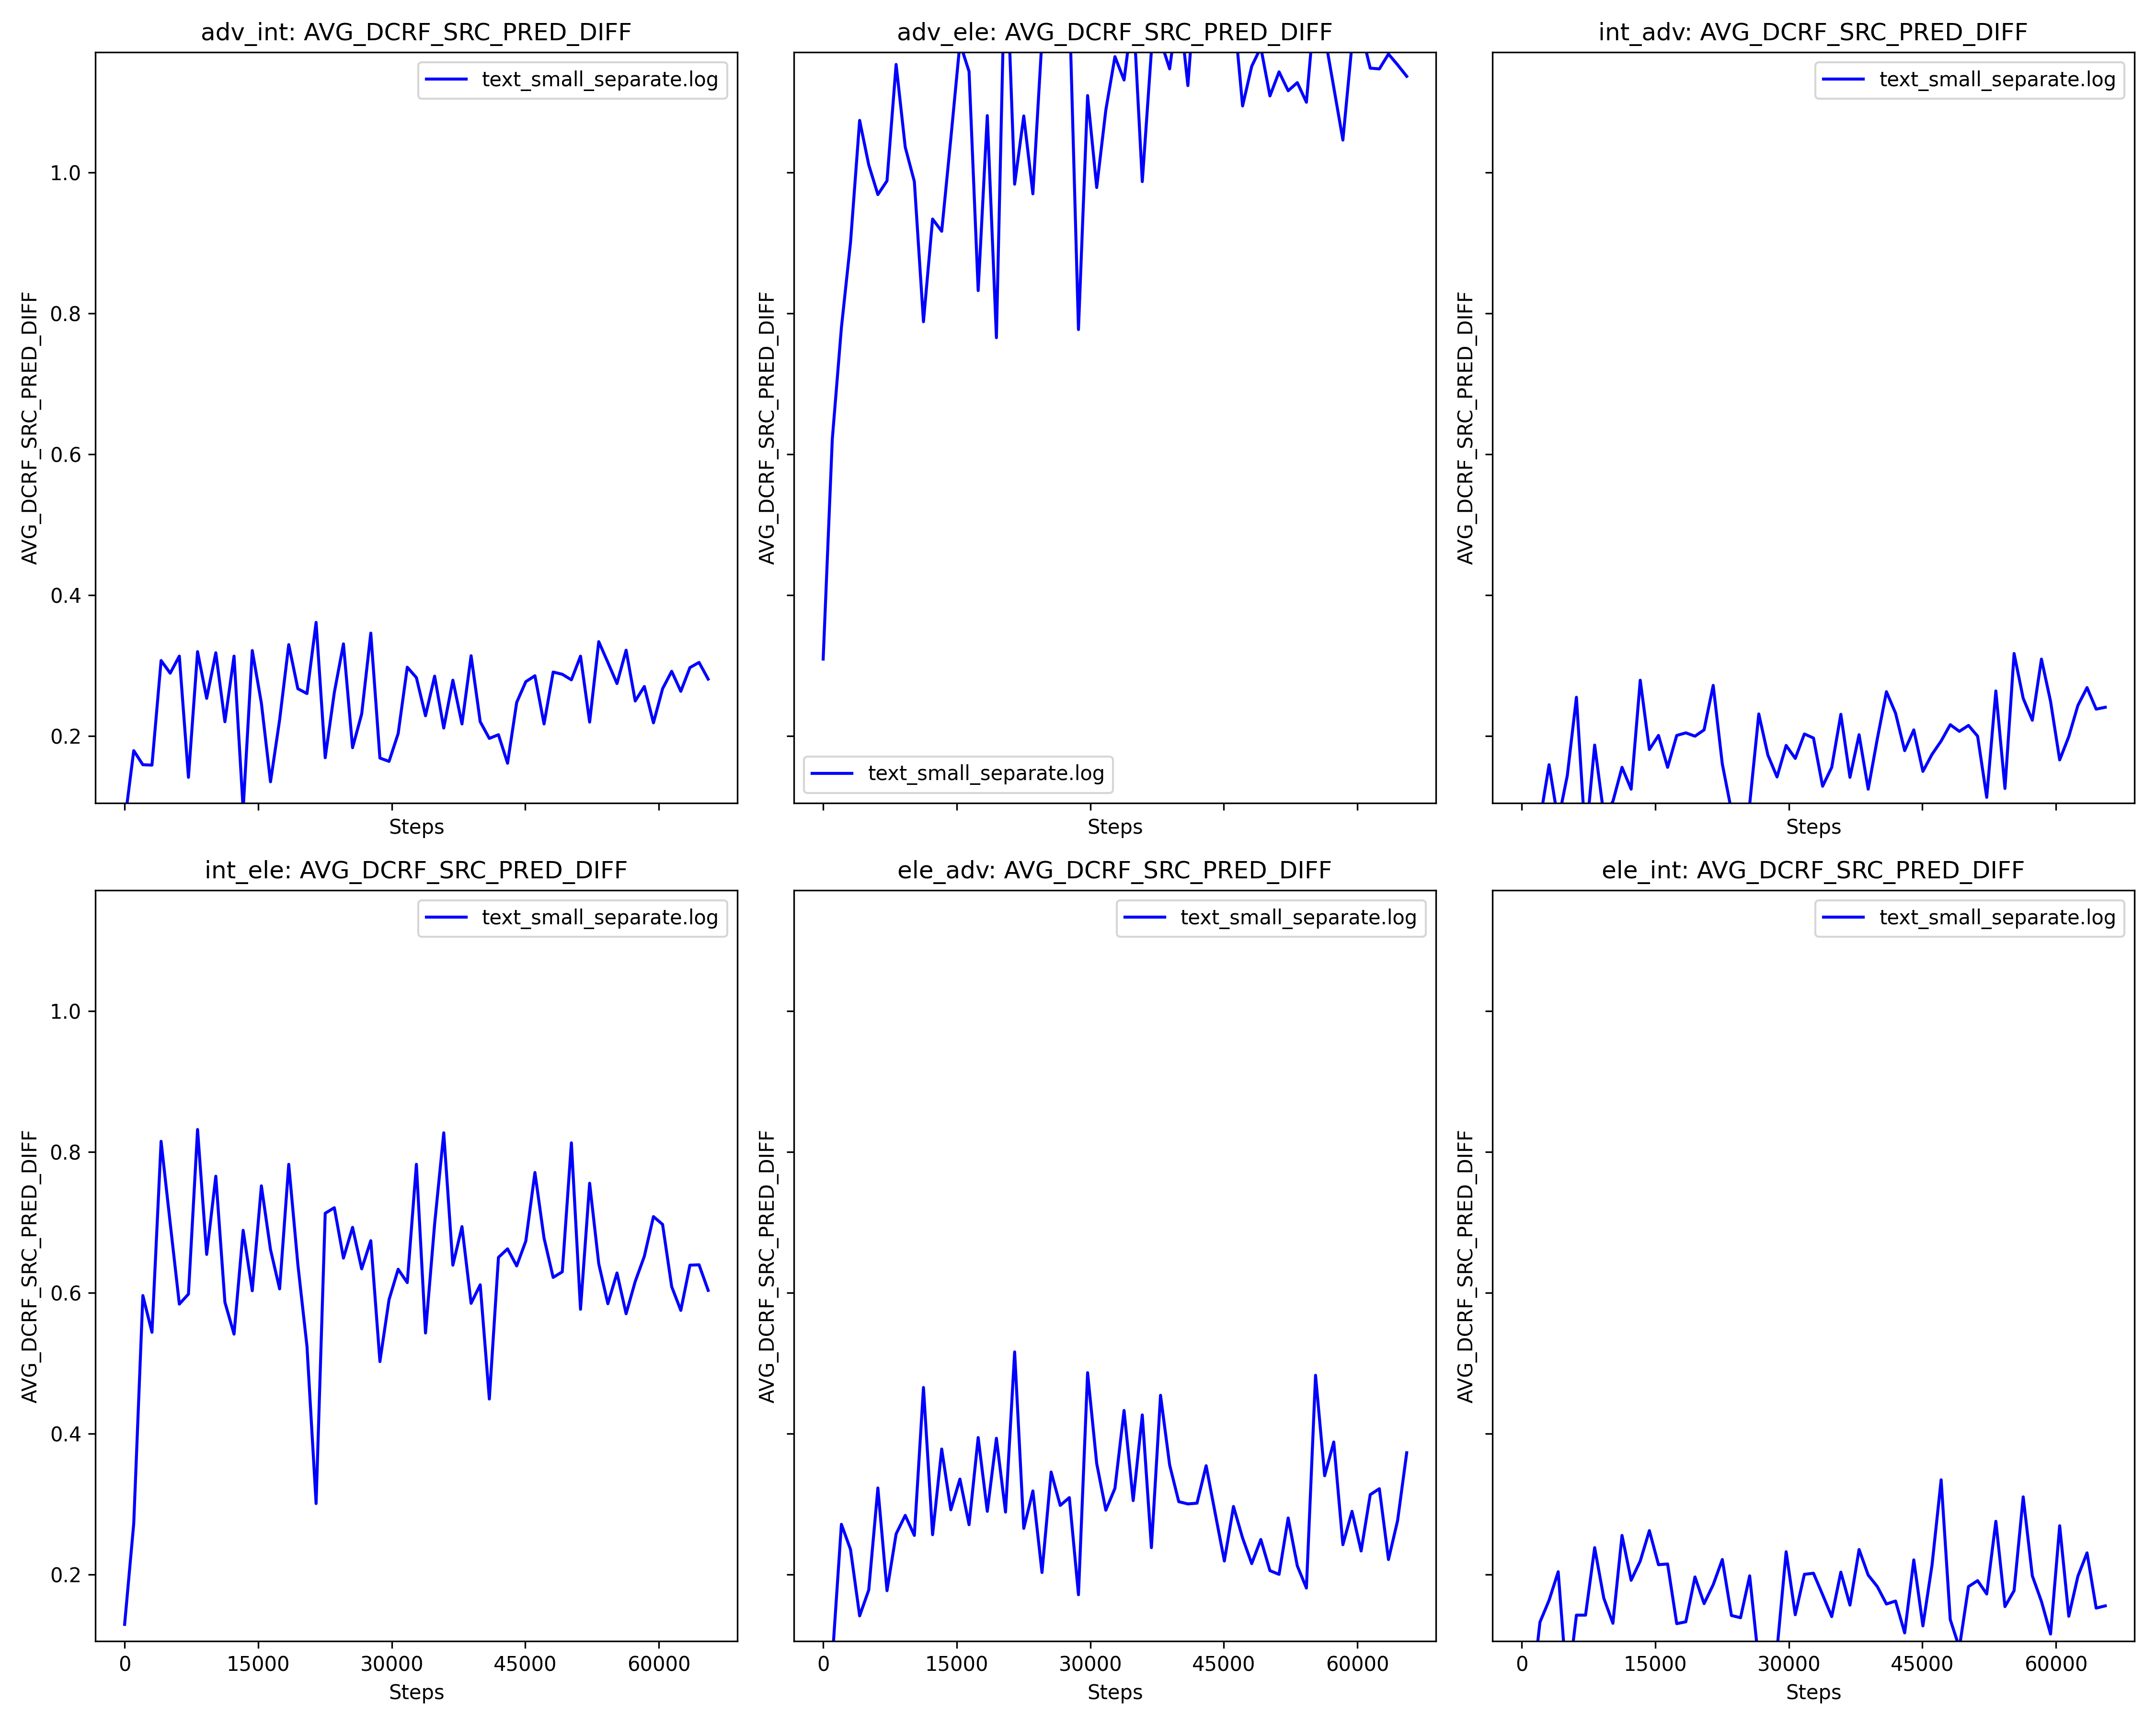 adv_int: AVG_DCRF_SRC_PRED_DIFF
adv_ele: AVG_DCRF_SRC_PRED_DIFF
int_adv: AVG_DCRF_SRC_PRED_DIFF
text_small_separate.log
text_small_separate.log
text_small_separate.log
AVG_DCRF_SRC_PRED_DIFF
AVG_DCRF_SRC_PRED_DIFF
AVG_DCRF_SRC_PRED_DIFF
1.0
0.8
0.6
0.4
0.2
Steps
Steps
Steps
int_ele: AVG_DCRF_SRC_PRED_DIFF
ele_adv: AVG_DCRF_SRC_PRED_DIFF
ele_int: AVG_DCRF_SRC_PRED_DIFF
text_small_separate.log
text_small_separate.log
text_small_separate.log
AVG_DCRF_SRC_PRED_DIFF
AVG_DCRF_SRC_PRED_DIFF
AVG_DCRF_SRC_PRED_DIFF
1.0
0.8
0.6
0.4
0.2
0 15000 30000 45000 60000
0 15000 30000 45000 60000
0 15000 30000 45000 60000
Steps
Steps
Steps